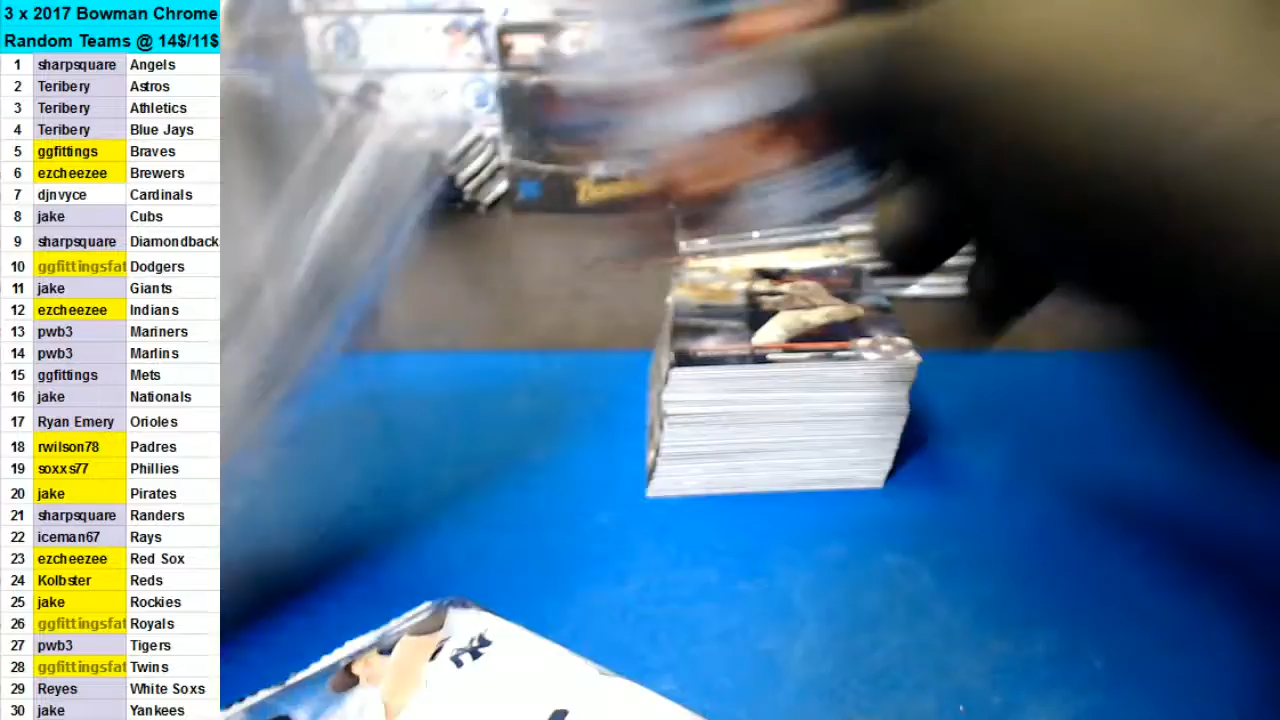 3 x 2017 Bowman Chrome
Random Teams @ 14$/11$
1 sharpsquare Angels
2 Teribery Astros
3 Teribery Athletics
4 Teribery Blue Jays
5 ggfittings Braves
6 ezcheezee Brewers
7 djnvyce Cardinals
8 jake Cubs
9 sharpsquare Diamondback
10 ggfittingsfat Dodgers
11 jake Giants
12 ezcheezee Indians
13 pwb3 Mariners
14 pwb3 Marlins
15 ggfittings Mets
16 jake Nationals
17 Ryan Emery Orioles
18 rwilson78 Padres
19 soxxs77 Phillies
20 jake Pirates
21 sharpsquare Randers
22 iceman67 Rays
23 ezcheezee Red Sox
24 Kolbster Reds
25 jake Rockies
26 ggfittingsfat Royals
27 pwb3 Tigers
28 ggfittingsfat Twins
29 Reyes White Soxs
30 jake Yankees